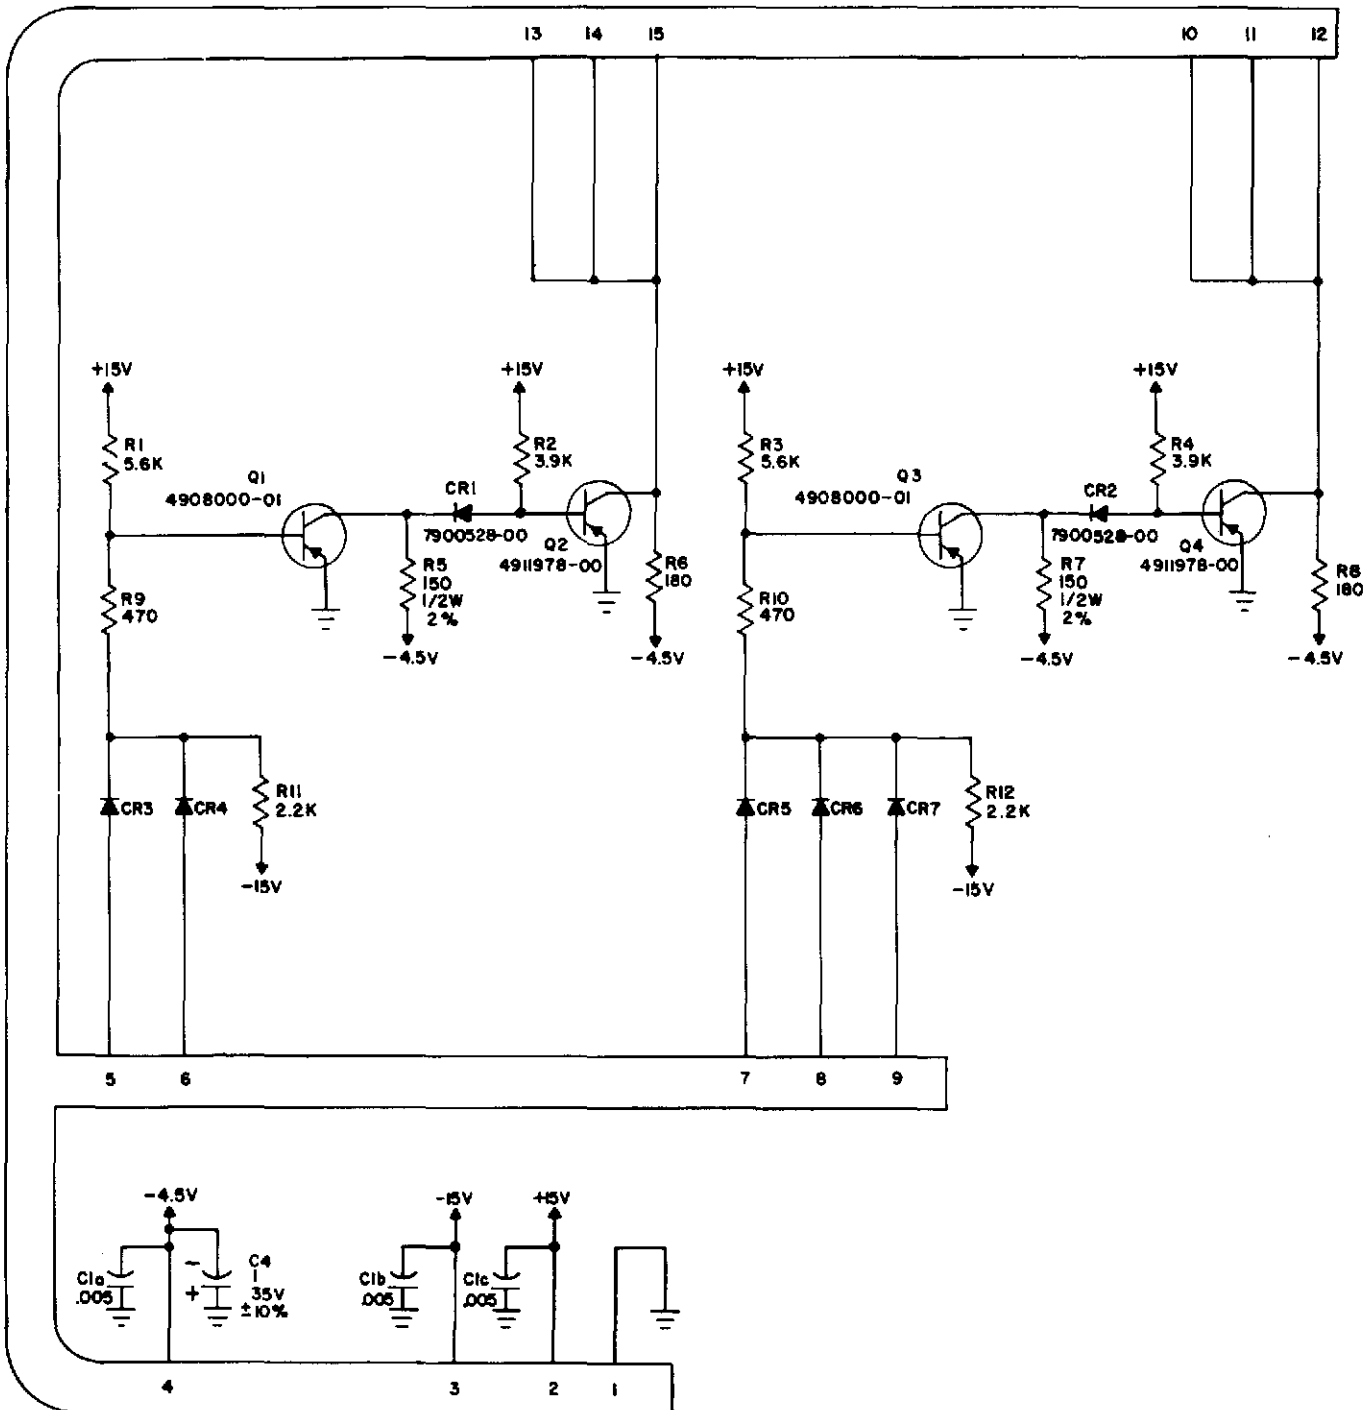 13 14 15 10 11 12
+15V +15V +15V +15V
R1
5.6K
R2
3.9K
R3
5.6K
R4
3.9K
Q1
4908000-01
CR1
7900528-00
Q2
4911978-00
Q3
4908000-01
CR2
7900528-00
Q4
4911978-00
R9
470
R5
150
1/2W
2%
-4.5V
R6
180
-4.5V
R10
470
R7
150
1/2W
2%
-4.5V
R8
180
-4.5V
CR3 CR4
R11
2.2K
-15V
CR5 CR6 CR7
R12
2.2K
-15V
5 6 7 8 9
-4.5V -15V +15V
C1a
.005
-
+
C4
1
35V
±10%
C1b
.005
C1c
.005
4 3 2 1